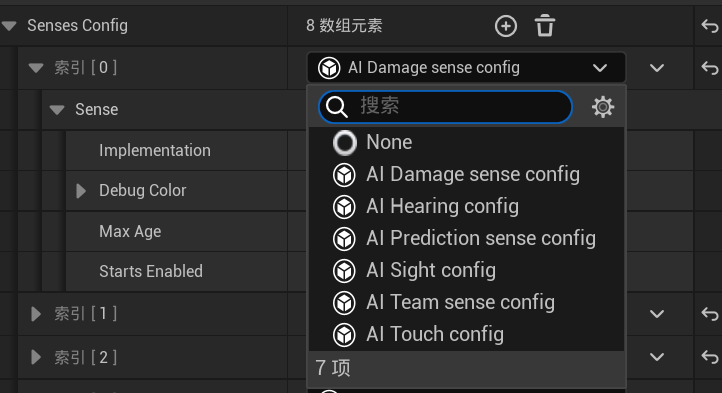 Senses Config 8 数组元素
索引 [ 0 ] AI Damage sense config
搜索
Sense
None
Implementation
AI Damage sense config
Debug Color
AI Hearing config
Max Age
AI Prediction sense config
Starts Enabled
AI Sight config
AI Team sense config
索引 [ 1 ]
AI Touch config
索引 [ 2 ]
7 项